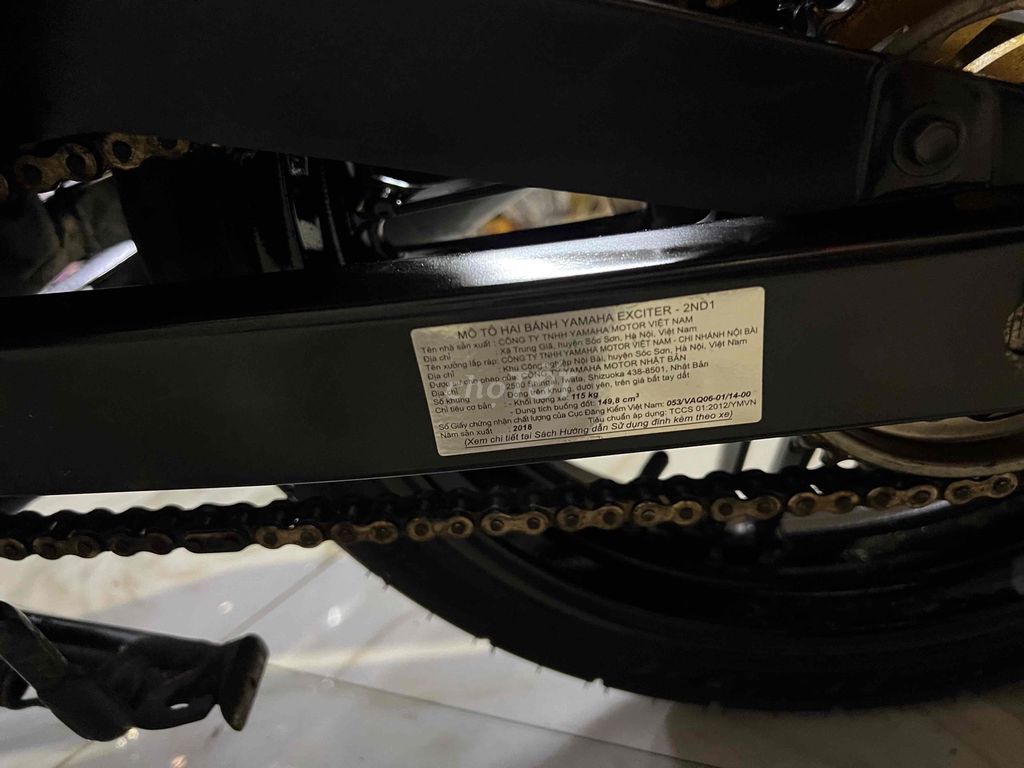 MÔ TÔ HAI BÁNH YAMAHA EXCITER - 2ND1
Tên nhà sản xuất : CÔNG TY TNHH YAMAHA MOTOR VIỆT NAM
Địa chỉ : Xã Trung Giã, huyện Sóc Sơn, Hà Nội, Việt Nam
Tên xưởng lắp ráp: CÔNG TY TNHH YAMAHA MOTOR VIỆT NAM - CHI NHÁNH NỘI BÀI
Địa chỉ : Khu Công nghiệp Nội Bài, huyện Sóc Sơn, Hà Nội, Việt Nam
Được phép của: CÔNG TY YAMAHA MOTOR NHẬT BẢN
Địa chỉ : 2500 Iwata, Shizuoka 438-8501, Nhật Bản
Số khung : Đóng trên khung, dưới yên, trên giá bắt tay dắt
Chỉ tiêu cơ bản : - Khối lượng xe: 115 kg
- Dung tích buồng đốt: 149,8 cm³
Số Giấy chứng nhận chất lượng của Cục Đăng Kiểm Việt Nam: 053/VAQ06-01/14-00
Năm sản xuất : 2018 Tiêu chuẩn áp dụng: TCCS 01:2012/YMVN
(Xem chi tiết tại Sách Hướng dẫn Sử dụng đính kèm theo xe)
chợ TỐT